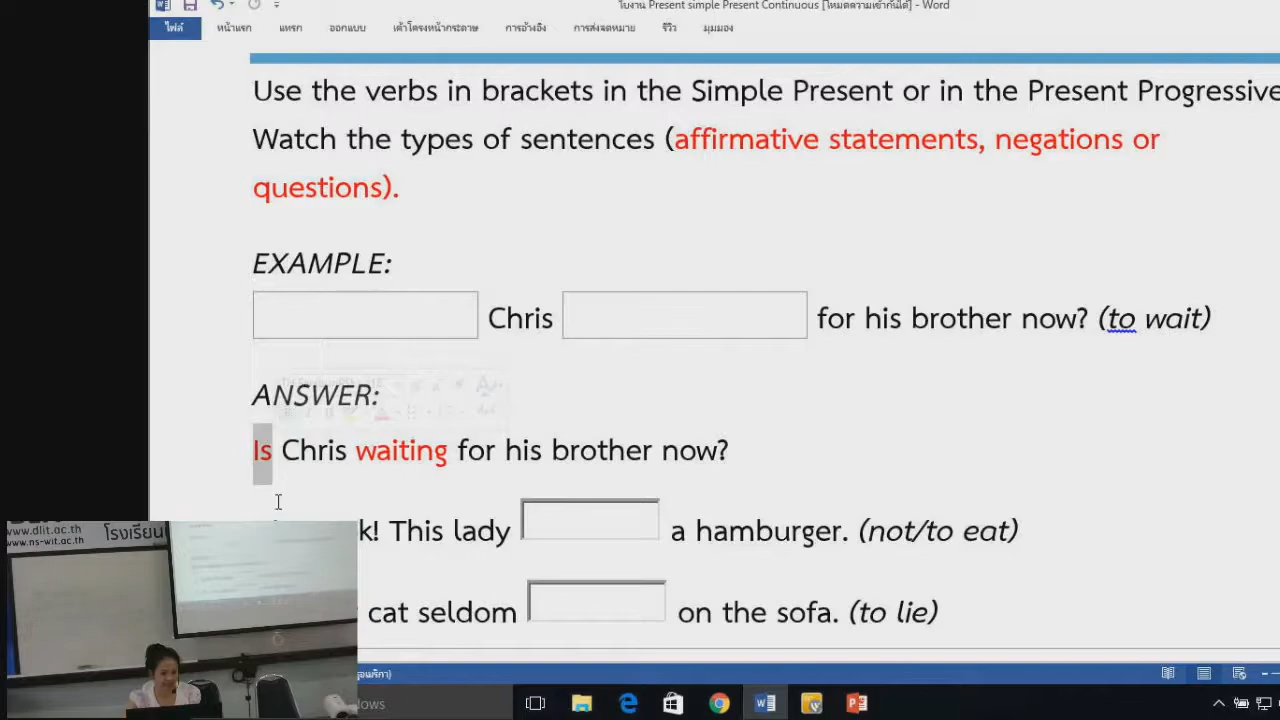 ใบงาน Present simple Present Continuous [โหมดความเข้ากันได้] - Word
ไฟล์ หน้าแรก แทรก ออกแบบ เค้าโครงหน้ากระดาษ การอ้างอิง การส่งจดหมาย รีวิว มุมมอง
Use the verbs in brackets in the Simple Present or in the Present Progressive
Watch the types of sentences (affirmative statements, negations or
questions).
EXAMPLE:
Chris for his brother now? (to wait)
ANSWER:
Is Chris waiting for his brother now?
k! This lady a hamburger. (not/to eat)
cat seldom on the sofa. (to lie)
www.dlit.ac.th
www.ns-wit.ac.th
โรงเรียน